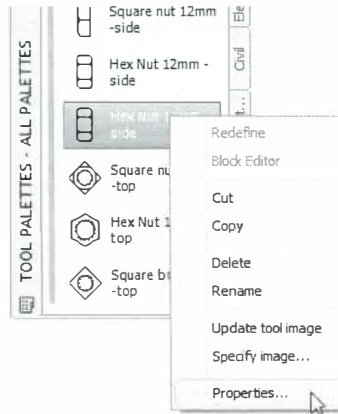 Square nut 12mm
-side
Hex Nut 12mm -
side
Hex Nut
side
Square nu
-top
Hex Nut 1
top
Square b
-top
TOOL PALETTES - ALL PALETTES
Ele
Civil
Redefine
Block Editor
Cut
Copy
Delete
Rename
Update tool image
Specify image...
Properties...